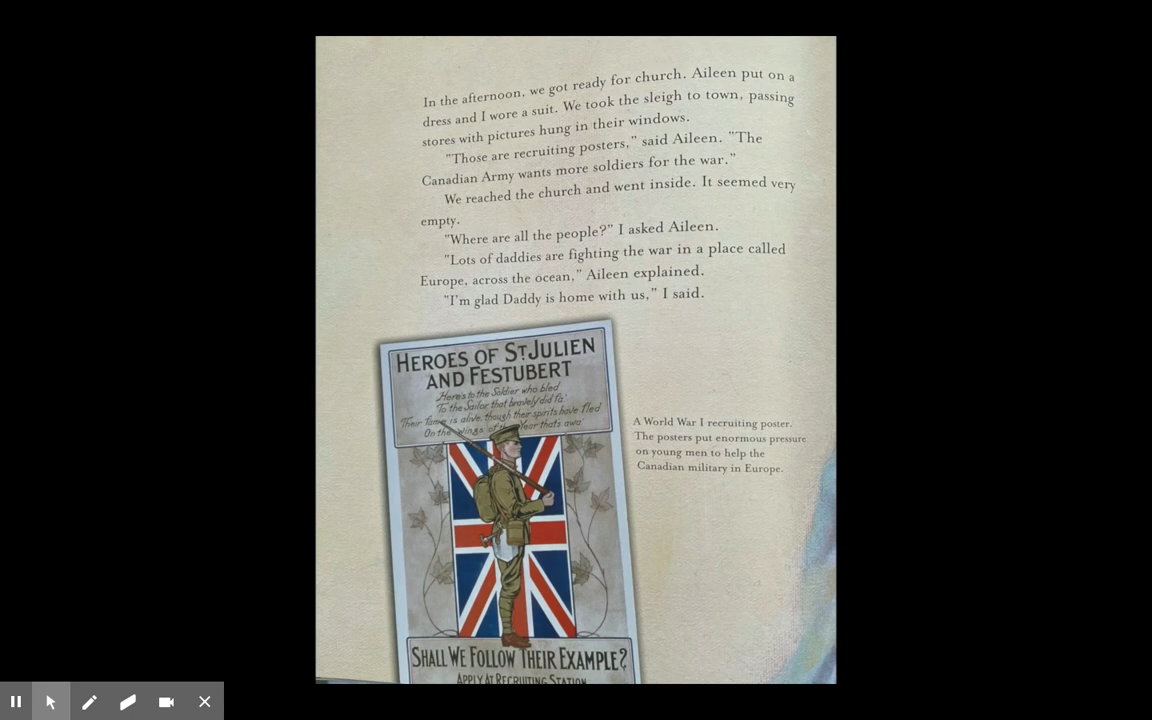 In the afternoon, we got ready for church. Aileen put on a
dress and I wore a suit. We took the sleigh to town, passing
stores with pictures hung in their windows.
"Those are recruiting posters," said Aileen. "The
Canadian Army wants more soldiers for the war."
We reached the church and went inside. It seemed very
empty.
"Where are all the people?" I asked Aileen.
"Lots of daddies are fighting the war in a place called
Europe, across the ocean," Aileen explained.
"I'm glad Daddy is home with us," I said.
HEROES OF ST JULIEN
AND FESTUBERT
Here's to the Soldier who bled
To the Sailor that bravely did fa'
Their fame is alive though their spirits have fled
On the wings of the Year thats awa'
SHALL WE FOLLOW THEIR EXAMPLE?
APPLY AT RECRUITING STATION
A World War I recruiting poster.
The posters put enormous pressure
on young men to help the
Canadian military in Europe.